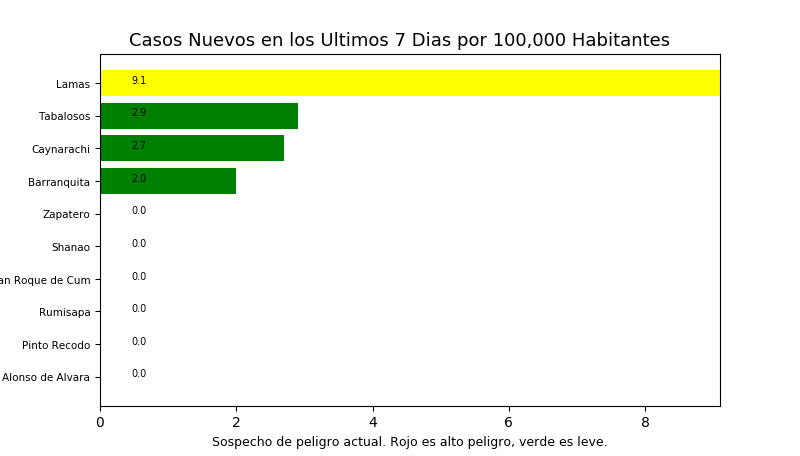 Casos Nuevos en los Ultimos 7 Dias por 100,000 Habitantes
Lamas 9.1
Tabalosos 2.9
Caynarachi 2.7
Barranquita 2.0
Zapatero 0.0
Shanao 0.0
an Roque de Cum 0.0
Rumisapa 0.0
Pinto Recodo 0.0
Alonso de Alvara 0.0
0 2 4 6 8
Sospecho de peligro actual. Rojo es alto peligro, verde es leve.